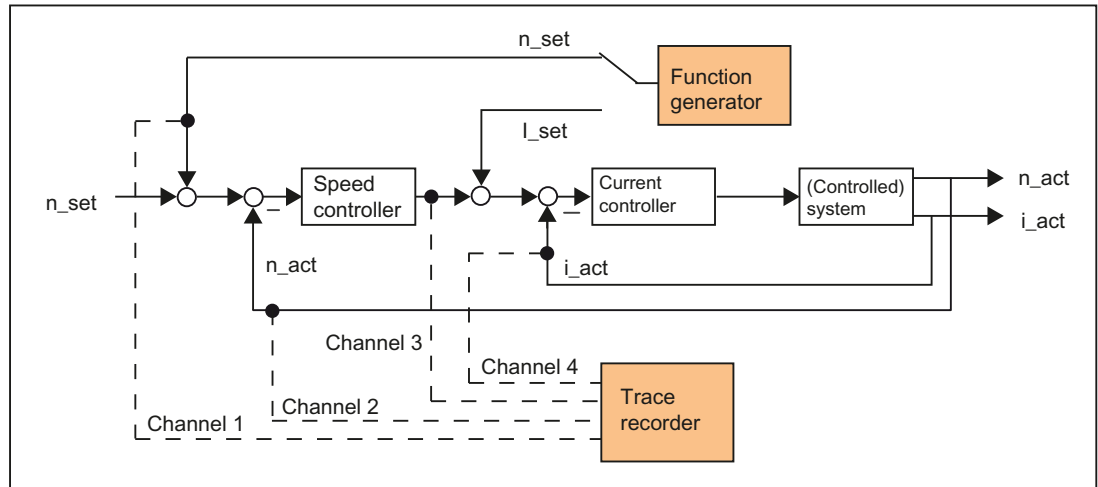 n_set
Function
generator
I_set
n_set
Speed
controller
Current
controller
(Controlled)
system
n_act
i_act
n_act
i_act
Channel 3
Channel 4
Channel 2
Channel 1
Trace
recorder